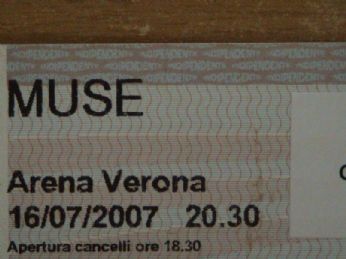 MUSE
Arena Verona
16/07/2007 20.30
Apertura cancelli ore 18.30